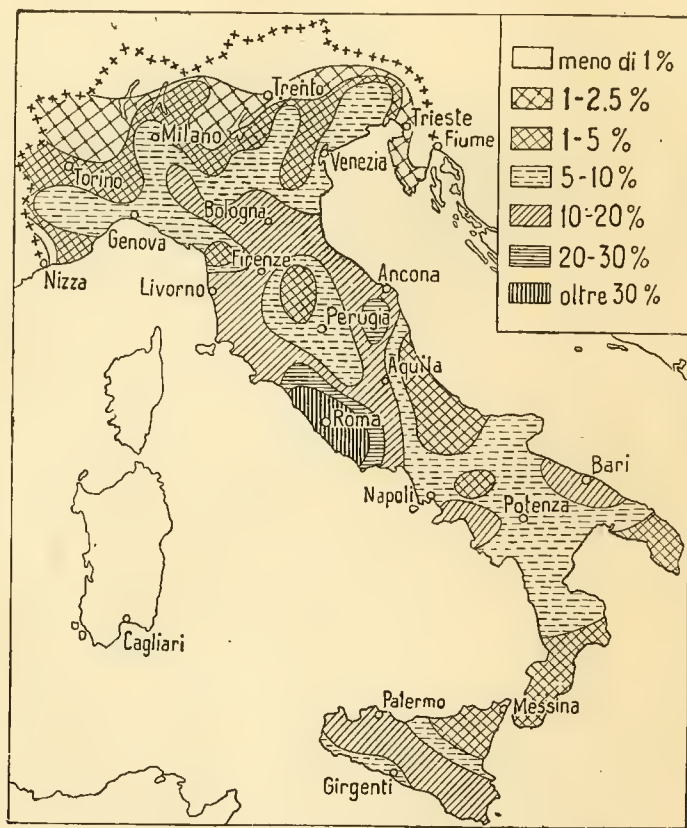 meno di 1%
1-2.5 %
1-5 %
5-10%
10-20%
20-30%
oltre 30 %
Trento
Milano
Trieste
Fiume
Venezia
Torino
Bologna
Genova
Firenze
Nizza
Livorno
Ancona
Perugia
Aquila
Roma
Bari
Napoli
Potenza
Cagliari
Palermo
Messina
Girgenti